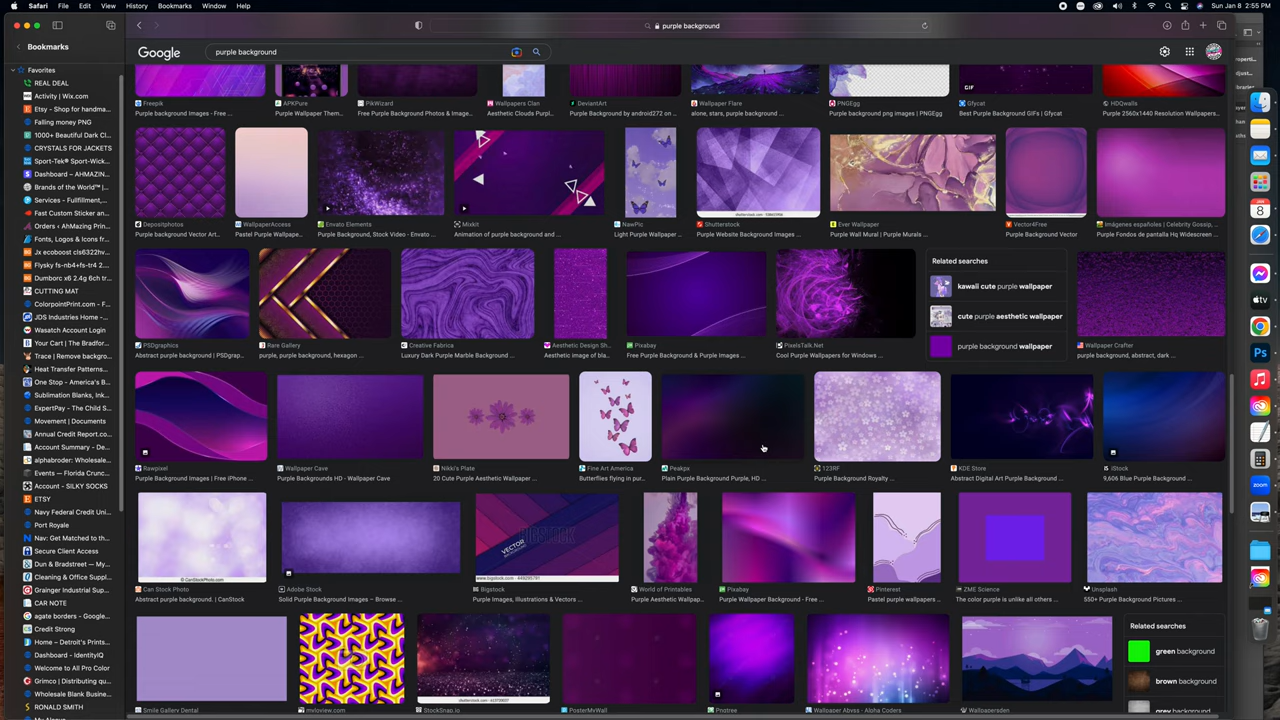 Safari File Edit View History Bookmarks Window Help
Sun Jan 8 2:55 PM
purple background
Bookmarks
Favorites
REAL DEAL
Activity | Wix.com
Etsy - Shop for handma...
Falling money PNG
1000+ Beautiful Dark Cl...
CRYSTALS FOR JACKETS
Sport-Tek® Sport-Wick...
Dashboard – AHMAZIN...
Brands of the World™ |...
Services - Fulfillment,...
Fast Custom Sticker an...
Orders ‹ AhMazing Prin...
Fonts, Logos & Icons fr...
Jx ecoboost cls6322hv...
Flysky fs-nb4+fs-tr4 2....
Dumborc x6 2.4g 6ch tr...
CUTTING MAT
ColorpointPrint.com - F...
JDS Industries Home -...
Wasatch Account Login
Your Cart | The Bradfor...
Trace | Remove backgro...
Heat Transfer Patterns...
One Stop - America's B...
Sublimation Blanks, Ink...
ExpertPay - The Child S...
Movement | Documents
Annual Credit Report.co...
Account Summary - De...
alphabroder: Wholesale...
Events — Florida Crunc...
Account - SILKY SOCKS
ETSY
Navy Federal Credit Uni...
Port Royale
Nav: Get Matched to th...
Secure Client Access
Dun & Bradstreet — My...
Cleaning & Office Suppl...
Grainger Industrial Sup...
CAR NOTE
agate borders - Google...
Credit Strong
Home – Detroit's Prints...
Dashboard - IdentityIQ
Welcome to All Pro Color
Grimco | Distributing qu...
Wholesale Blank Busine...
RONALD SMITH
Google
purple background
Freepik
Purple background Images - Free ...
APKPure
Purple Wallpaper Them...
PikWizard
Free Purple Background Photos & Image...
Wallpapers Clan
Aesthetic Clouds Purpl...
DeviantArt
Purple Background by android272 on ...
Wallpaper Flare
alone, stars, purple background ...
PNGEgg
Purple background png images | PNGEgg
GIF
Gfycat
Best Purple Background GIFs | Gfycat
HDQwalls
Purple 2560x1440 Resolution Wallpapers...
Depositphotos
purple background Vector Art...
WallpaperAccess
Pastel Purple Wallpape...
Envato Elements
Background, Stock Video - Envato ...
Mixkit
Animation of purple background and ...
NawPic
Light Purple Wallpaper ...
Shutterstock
Purple Website Background Images ...
Ever Wallpaper
Purple Wall Mural | Purple Murals ...
Vector4Free
Purple Background Vector
Imágenes españoles | Celebrity Gossip, ...
Purple Fondos de pantalla Hq Widescreen ...
PSDgraphics
Abstract purple background | PSDgrap...
Rare Gallery
purple, purple background, hexagon ...
Creative Fabrica
Luxury Dark Purple Marble Background ...
Aesthetic Design Sh...
Aesthetic image of bla...
Pixabay
Free Purple Background & Purple Images ...
PixelsTalk.Net
Cool Purple Wallpapers for Windows ...
Related searches
kawaii cute purple wallpaper
cute purple aesthetic wallpaper
purple background wallpaper
Wallpaper Crafter
purple background, abstract, dark ...
Rawpixel
Purple Background Images | Free iPhone ...
Wallpaper Cave
Purple Backgrounds HD - Wallpaper Cave
Nikki's Plate
20 Cute Purple Aesthetic Wallpaper ...
Fine Art America
Butterflies flying in pur...
Peakpx
Plain Purple Background Purple, HD ...
123RF
Purple Background Royalty ...
KDE Store
Abstract Digital Art Purple Background ...
iStock
9,606 Blue Purple Background ...
Can Stock Photo
Abstract purple background. | CanStock
Adobe Stock
Solid Purple Background Images – Browse ...
BIGSTOCK
VECTOR
Bigstock
Purple Images, Illustrations & Vectors ...
World of Printables
Purple Aesthetic Wallpap...
Pixabay
Purple Wallpaper Background - Free ...
Pinterest
Pastel purple wallpapers ...
ZME Science
The color purple is unlike all others ...
Unsplash
550+ Purple Background Pictures ...
Smile Gallery Dental
myloview.com
StockSnap.io
PosterMyWall
Pngtree
Wallpaper Abyss - Alpha Coders
Wallpapersden
Related searches
green background
brown background
grey background